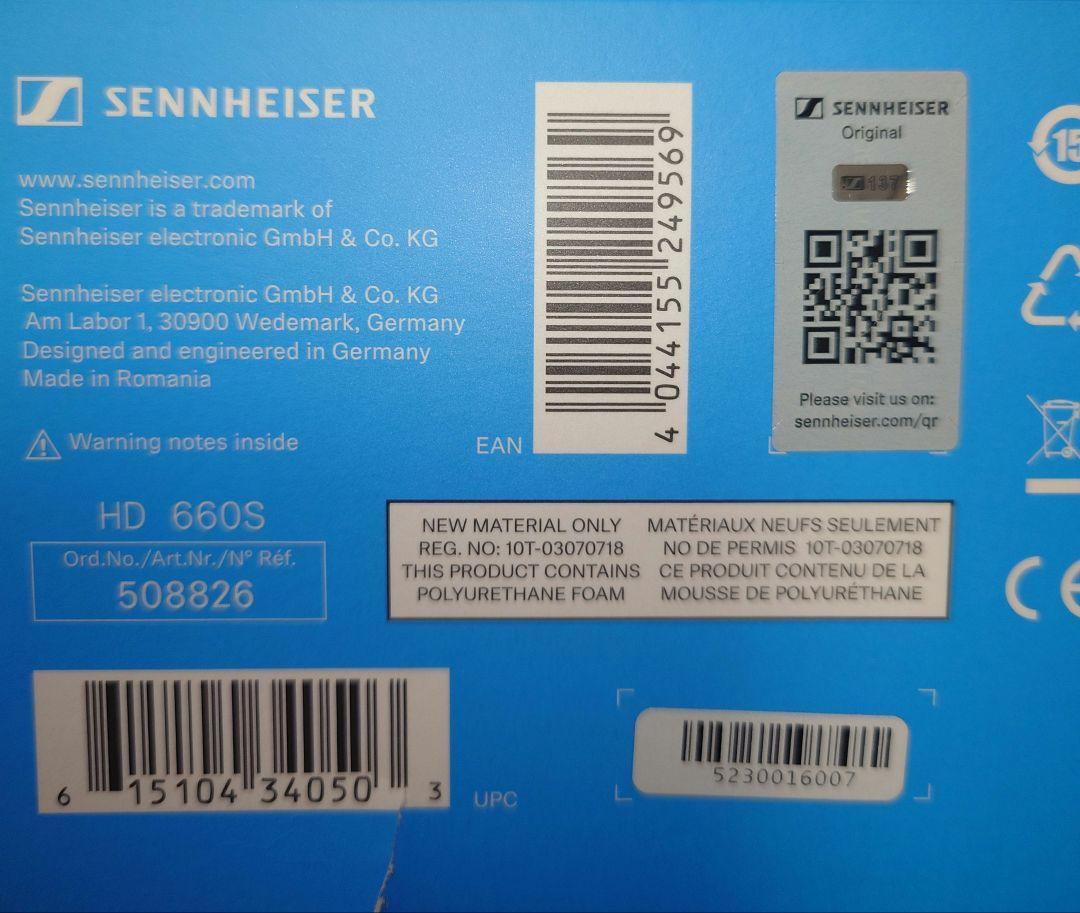 SENNHEISER
www.sennheiser.com
Sennheiser is a trademark of
Sennheiser electronic GmbH & Co. KG
Sennheiser electronic GmbH & Co. KG
Am Labor 1, 30900 Wedemark, Germany
Designed and engineered in Germany
Made in Romania
Warning notes inside
EAN
4 044155 249569
SENNHEISER
Original
137
Please visit us on:
sennheiser.com/qr
15
HD 660S
Ord.No./Art.Nr./N° Réf.
508826
NEW MATERIAL ONLY
REG. NO: 10T-03070718
THIS PRODUCT CONTAINS
POLYURETHANE FOAM
MATÉRIAUX NEUFS SEULEMENT
NO DE PERMIS 10T-03070718
CE PRODUIT CONTENU DE LA
MOUSSE DE POLYURÉTHANE
CE
6 15104 34050 3
UPC
5230016007